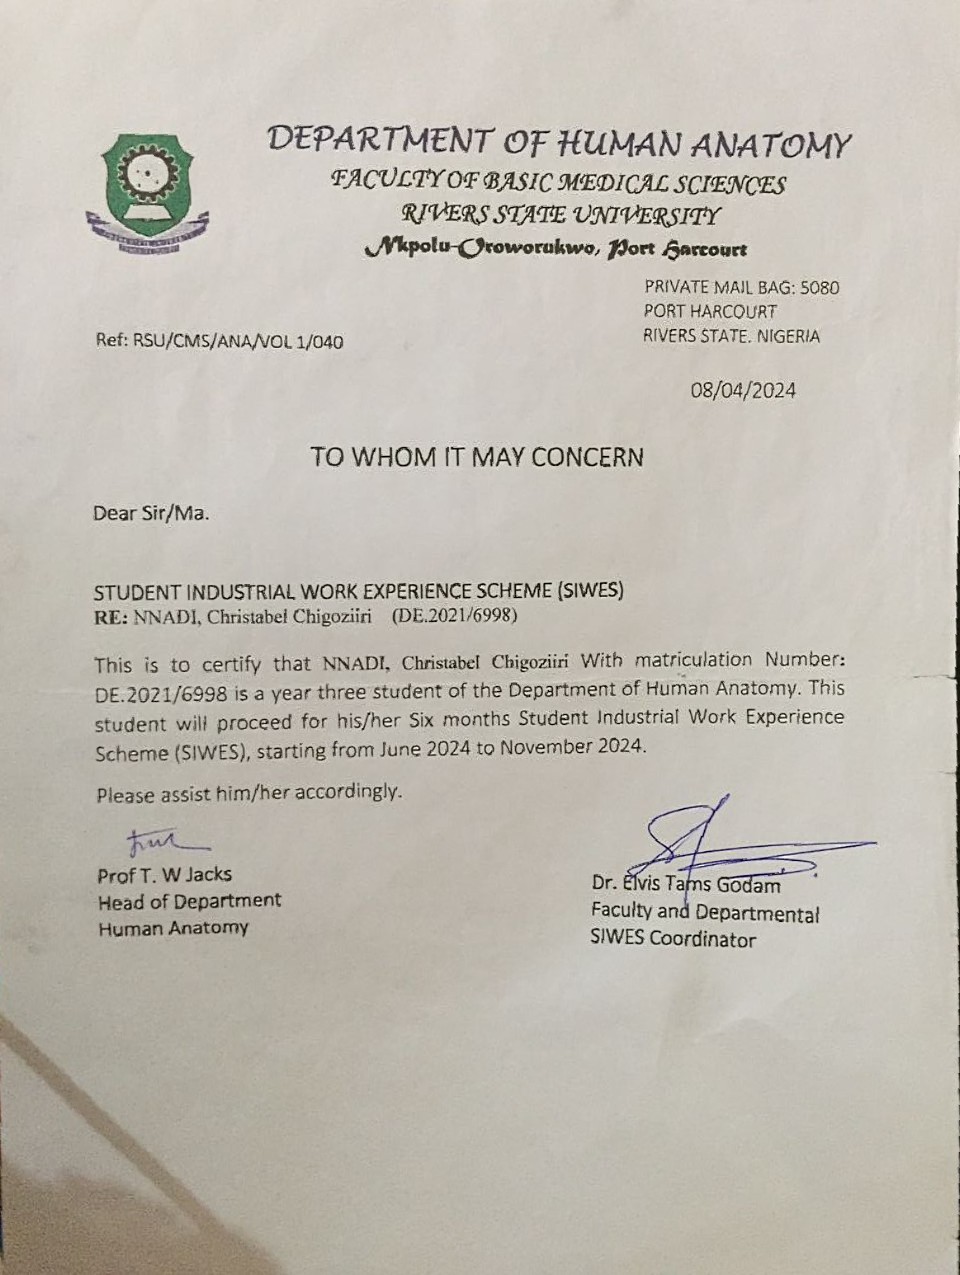 DEPARTMENT OF HUMAN ANATOMY
FACULTY OF BASIC MEDICAL SCIENCES
RIVERS STATE UNIVERSITY
Nkpolu-Oroworukwo, Port Harcourt
PRIVATE MAIL BAG: 5080
PORT HARCOURT
RIVERS STATE. NIGERIA
Ref: RSU/CMS/ANA/VOL 1/040
08/04/2024
TO WHOM IT MAY CONCERN
Dear Sir/Ma.
STUDENT INDUSTRIAL WORK EXPERIENCE SCHEME (SIWES)
RE: NNADI, Christabel Chigoziiri (DE.2021/6998)
This is to certify that NNADI, Christabel Chigoziiri With matriculation Number:
DE.2021/6998 is a year three student of the Department of Human Anatomy. This
student will proceed for his/her Six months Student Industrial Work Experience
Scheme (SIWES), starting from June 2024 to November 2024.
Please assist him/her accordingly.
Prof T. W Jacks
Head of Department
Human Anatomy
Dr. Elvis Tams Godam
Faculty and Departmental
SIWES Coordinator